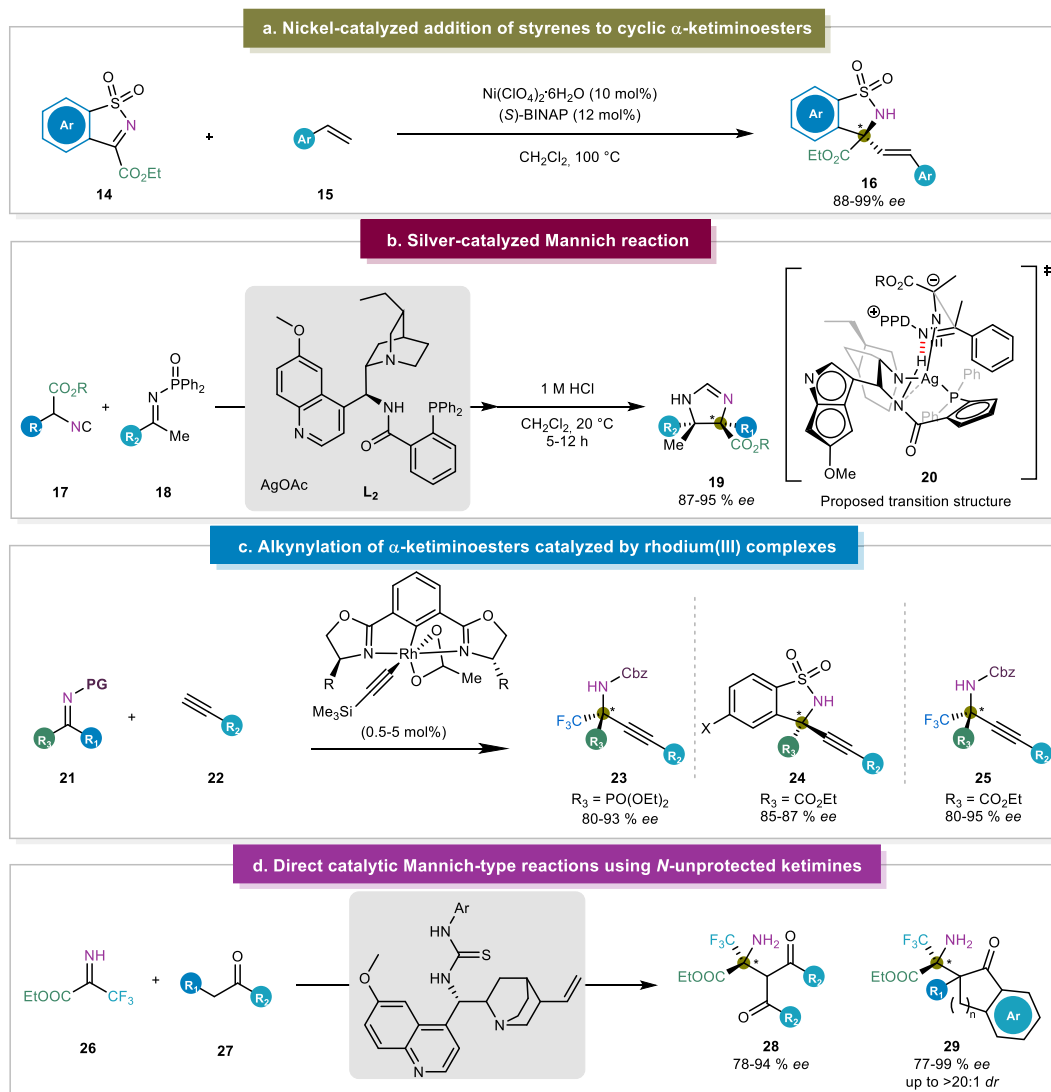 a. Nickel-catalyzed addition of styrenes to cyclic α-ketiminoesters
O
O
S
N
Ar
CO2Et
14
+
Ar
15
Ni(ClO4)2·6H2O (10 mol%)
(S)-BINAP (12 mol%)
CH2Cl2, 100 °C
O
O
S
NH
Ar
*
EtO2C
Ar
16
88-99% ee
b. Silver-catalyzed Mannich reaction
CO2R
R
NC
17
+
O
PPh2
N
R2
Me
18
O
N
N
NH
PPh2
O
AgOAc
L2
1 M HCl
CH2Cl2, 20 °C
5-12 h
HN
N
*
R2
R1
Me
CO2R
19
87-95 % ee
‡
RO2C
⊖
⊕
PPD
N
N
H
N
N
Ag
Ph
P
Ph
N
O
OMe
20
Proposed transition structure
c. Alkynylation of α-ketiminoesters catalyzed by rhodium(III) complexes
PG
N
R3
R1
21
+
R2
22
O
O
O
N
Rh
N
R
O
Me
R
Me3Si
(0.5-5 mol%)
HN
Cbz
*
F3C
R3
R2
23
R3 = PO(OEt)2
80-93 % ee
O
O
S
NH
*
X
R3
R2
24
R3 = CO2Et
85-87 % ee
HN
Cbz
*
F3C
R3
R2
25
R3 = CO2Et
80-95 % ee
d. Direct catalytic Mannich-type reactions using N-unprotected ketimines
NH
EtO2C
CF3
26
+
O
R1
R2
27
Ar
NH
S
O
NH
N
N
F3C
NH2
O
*
EtOOC
R2
O
R2
28
78-94 % ee
F3C
NH2
O
*
EtOOC
R1
n
Ar
29
77-99 % ee
up to >20:1 dr